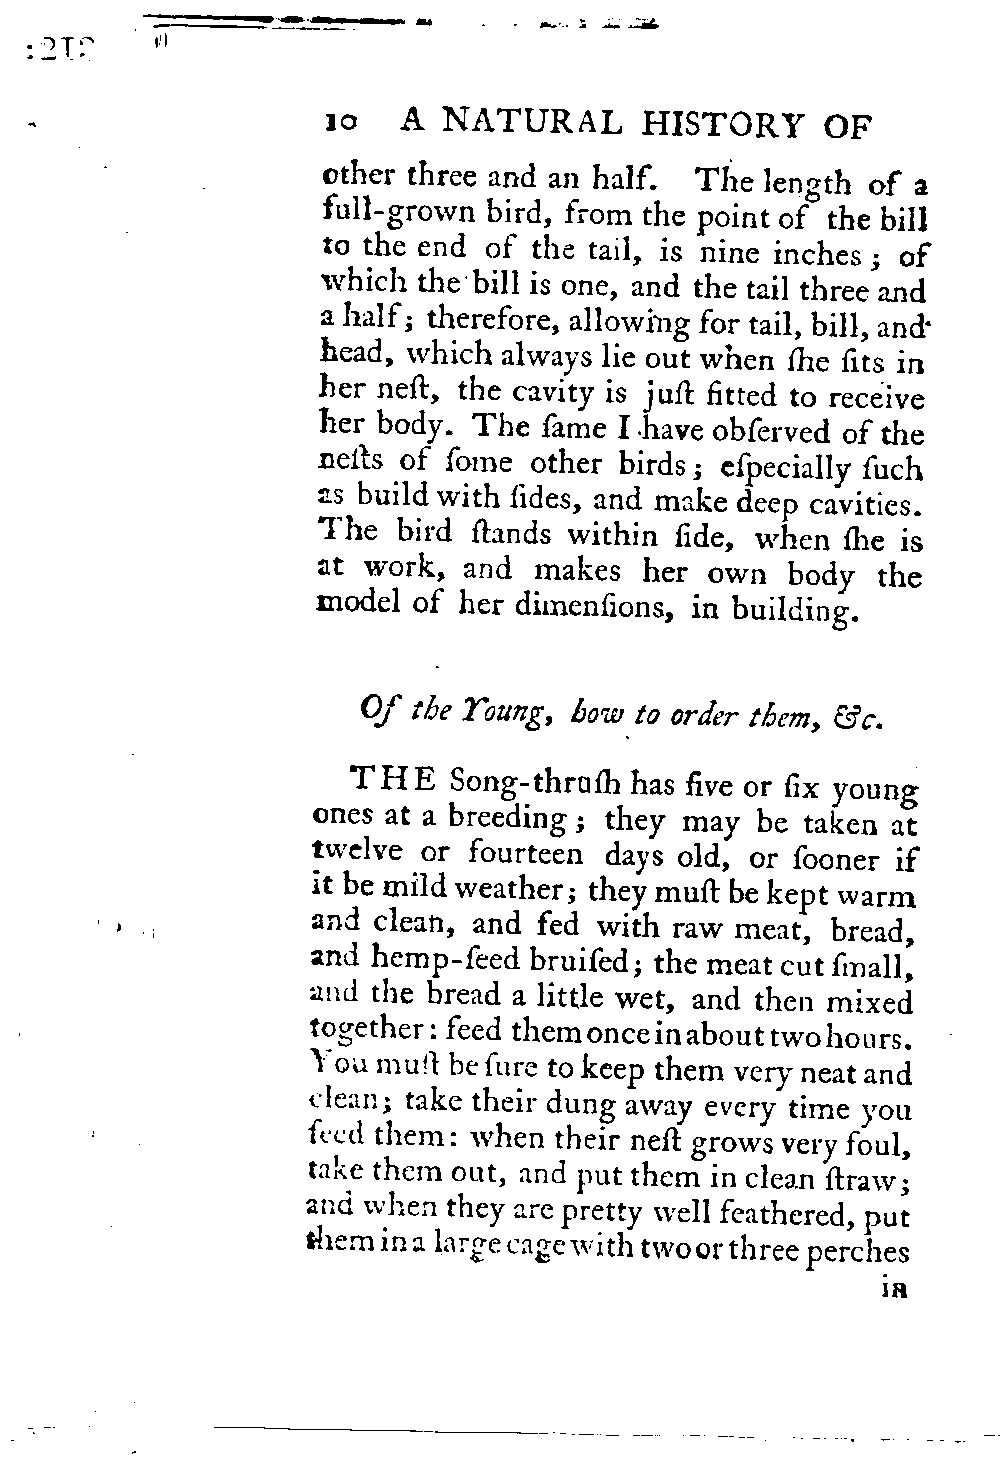 10 A NATURAL HISTORY OF
other three and an half. The length of a
full-grown bird, from the point of the bill
to the end of the tail, is nine inches; of
which the bill is one, and the tail three and
a half; therefore, allowing for tail, bill, and
head, which always lie out when ſhe ſits in
her neſt, the cavity is juſt fitted to receive
her body. The ſame I have obſerved of the
neſts of ſome other birds; eſpecially ſuch
as build with ſides, and make deep cavities.
The bird ſtands within ſide, when ſhe is
at work, and makes her own body the
model of her dimenſions, in building.
Of the Young, how to order them, &c.
THE Song-thruſh has five or ſix young
ones at a breeding; they may be taken at
twelve or fourteen days old, or ſooner if
it be mild weather; they muſt be kept warm
and clean, and fed with raw meat, bread,
and hemp-ſeed bruiſed; the meat cut ſmall,
and the bread a little wet, and then mixed
together: feed them once in about two hours.
You muſt be ſure to keep them very neat and
clean; take their dung away every time you
feed them: when their neſt grows very foul,
take them out, and put them in clean ſtraw;
and when they are pretty well feathered, put
them in a large cage with two or three perches
in